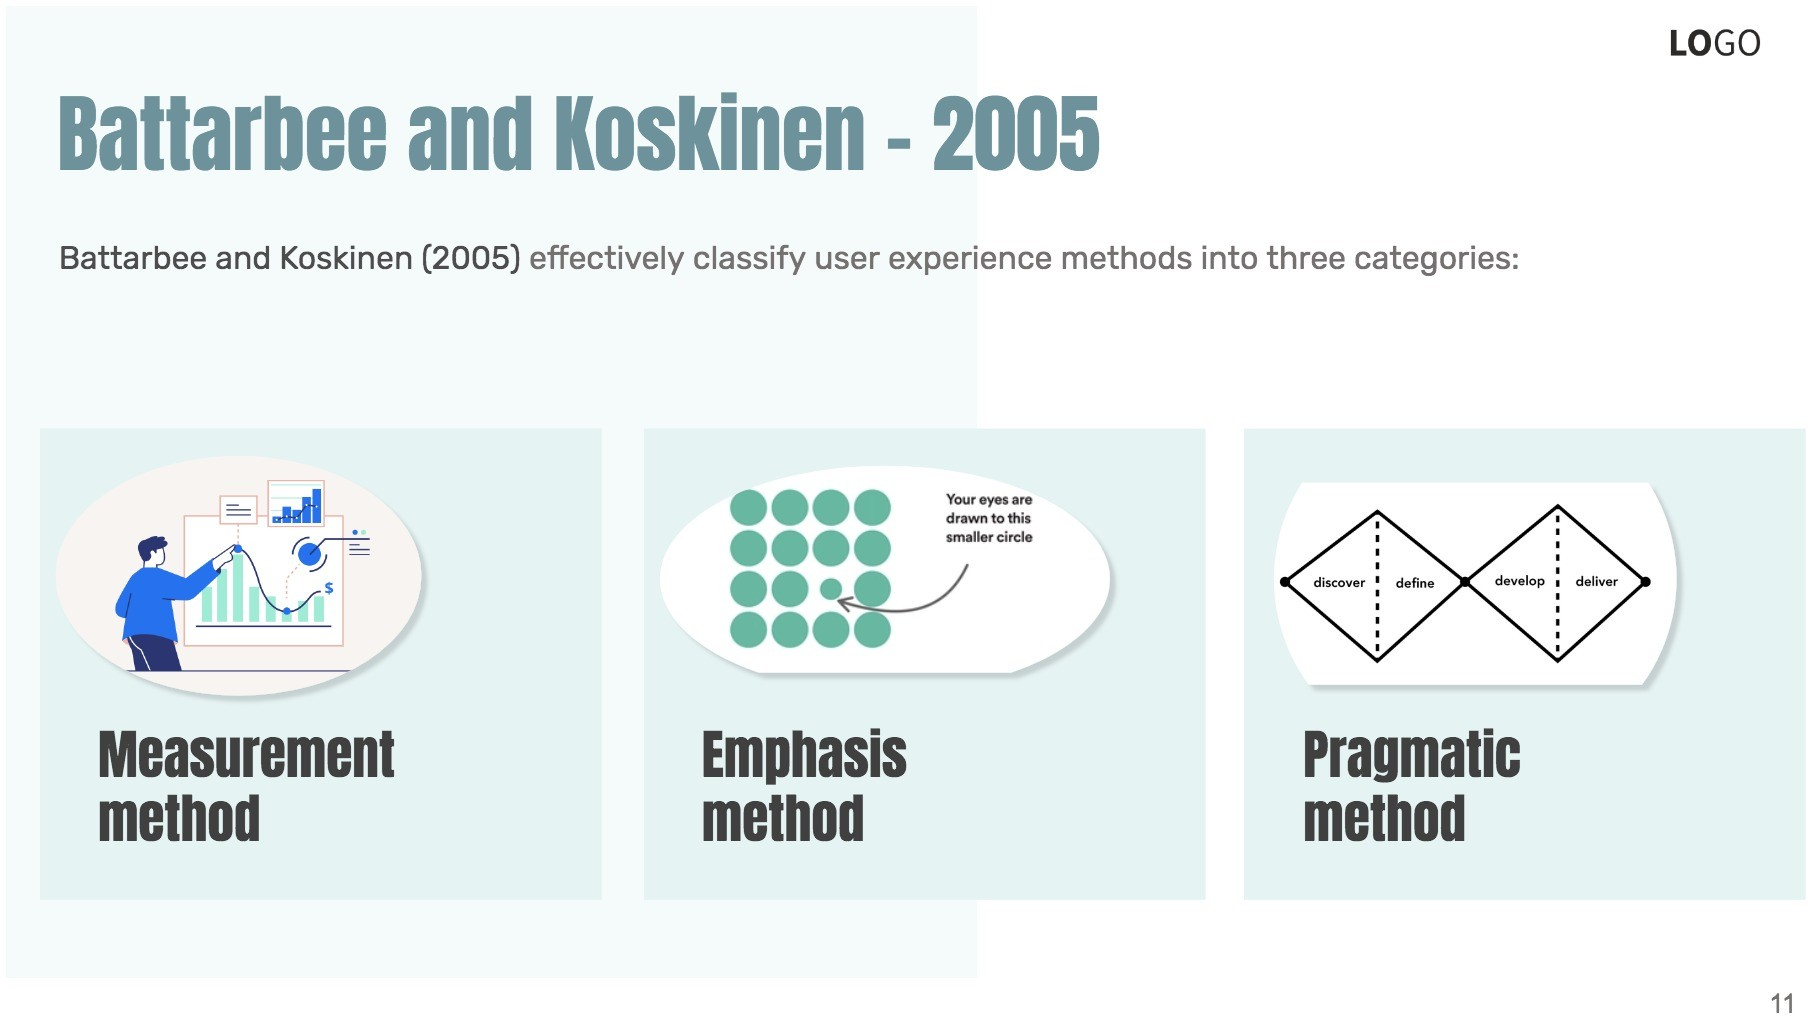 LOGO
Battarbee and Koskinen - 2005
Battarbee and Koskinen (2005) effectively classify user experience methods into three categories:
$
Measurement
method
Your eyes are
drawn to this
smaller circle
Emphasis
method
discover
define
develop
deliver
Pragmatic
method
11